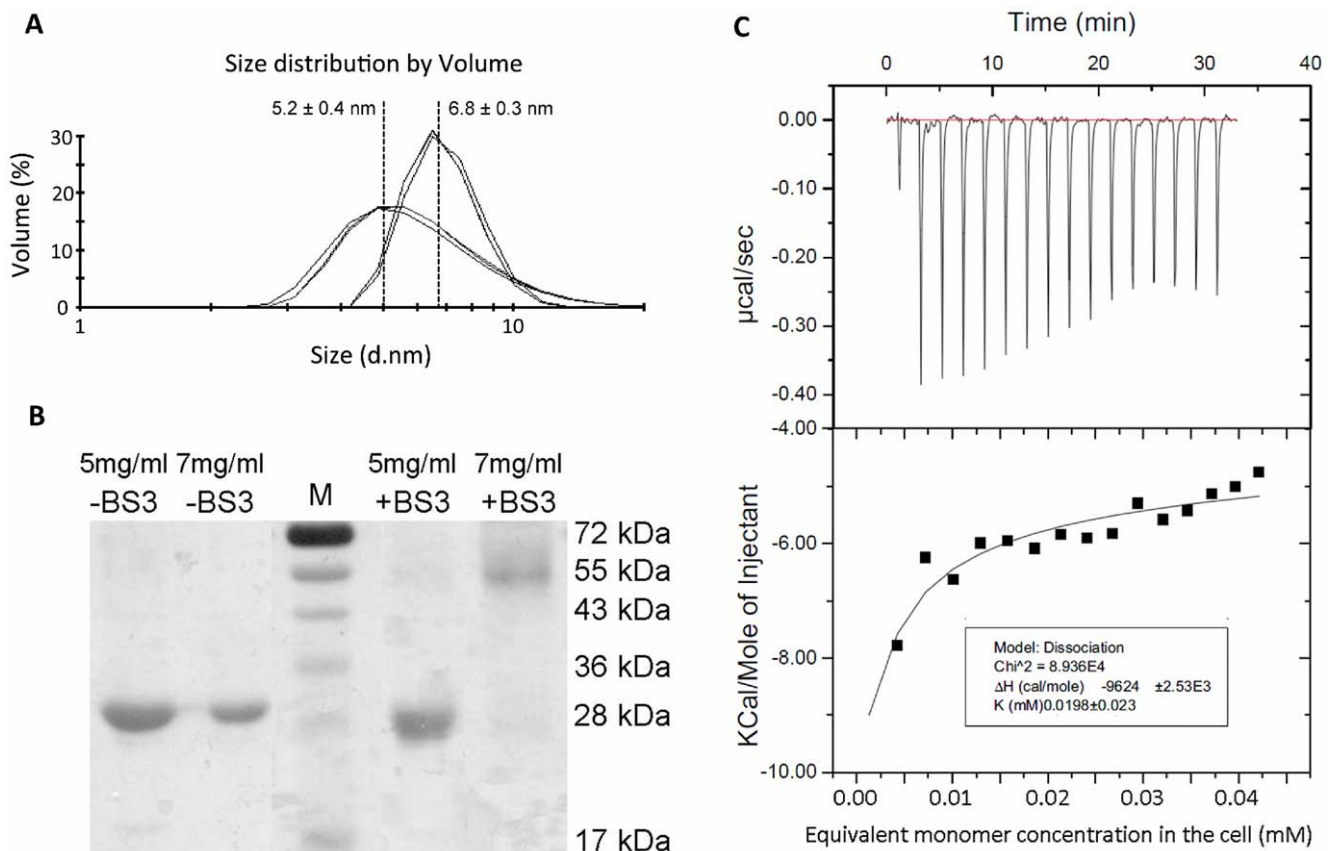 A
Size distribution by Volume
5.2 ± 0.4 nm
6.8 ± 0.3 nm
Volume (%)
30
20
10
0
1
10
Size (d.nm)
B
5mg/ml 7mg/ml 5mg/ml 7mg/ml
-BS3 -BS3 M +BS3 +BS3
72 kDa
55 kDa
43 kDa
36 kDa
28 kDa
17 kDa
C
Time (min)
0 10 20 30 40
0.00
-0.10
-0.20
-0.30
-0.40
µcal/sec
-4.00
-6.00
-8.00
-10.00
KCal/Mole of Injectant
Model: Dissociation
Chi^2 = 8.936E4
ΔH (cal/mole) -9624 ±2.53E3
K (mM)0.0198±0.023
0.00 0.01 0.02 0.03 0.04
Equivalent monomer concentration in the cell (mM)